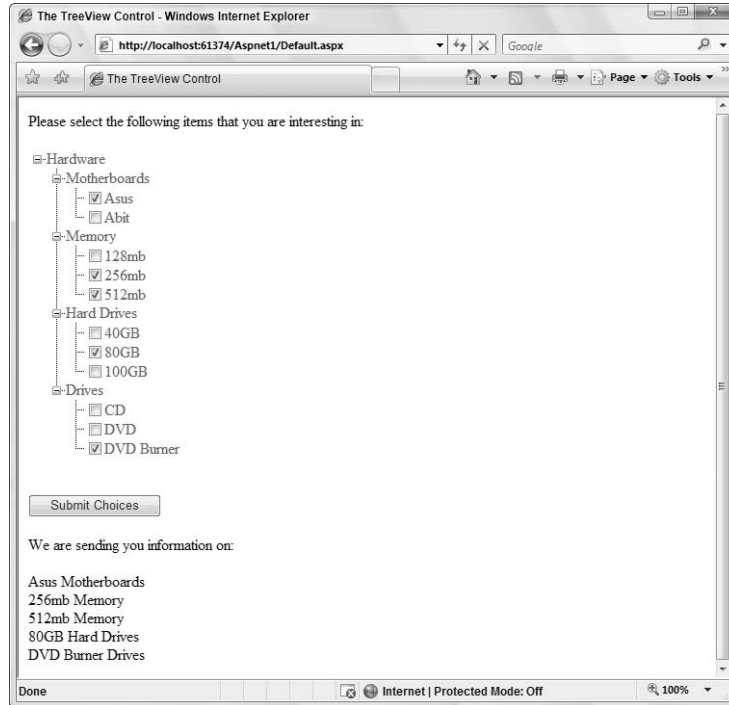 The TreeView Control - Windows Internet Explorer
http://localhost:61374/Aspnet1/Default.aspx
Google
The TreeView Control
Page
Tools
Please select the following items that you are interesting in:
Hardware
Motherboards
Asus
Abit
Memory
128mb
256mb
512mb
Hard Drives
40GB
80GB
100GB
Drives
CD
DVD
DVD Burner
Submit Choices
We are sending you information on:
Asus Motherboards
256mb Memory
512mb Memory
80GB Hard Drives
DVD Burner Drives
Done
Internet | Protected Mode: Off
100%